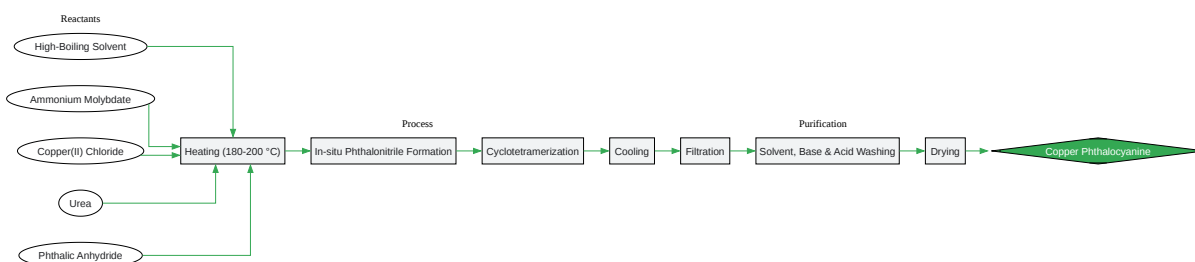 Reactants
High-Boiling Solvent
Ammonium Molybdate
Process
Purification
Copper(II) Chloride
Heating (180-200 °C)
In-situ Phthalonitrile Formation
Cyclotetramerization
Cooling
Filtration
Solvent, Base & Acid Washing
Drying
Copper Phthalocyanine
Urea
Phthalic Anhydride